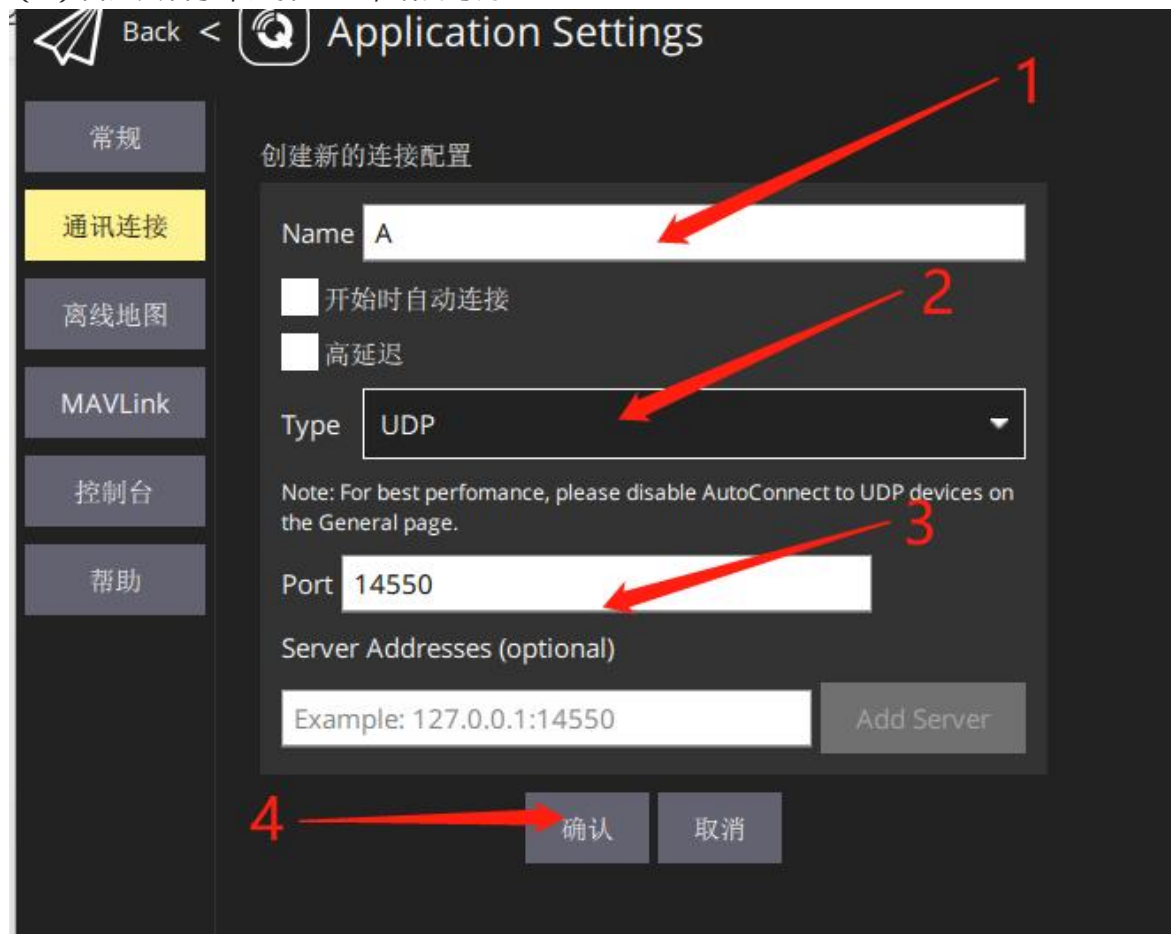 Back < Application Settings
1
常规
创建新的连接配置
通讯连接
Name A
开始时自动连接
2
离线地图
高延迟
MAVLink
Type UDP
控制台
Note: For best perfomance, please disable AutoConnect to UDP devices on
the General page.
3
帮助
Port 14550
Server Addresses (optional)
Example: 127.0.0.1:14550 Add Server
4
确认 取消